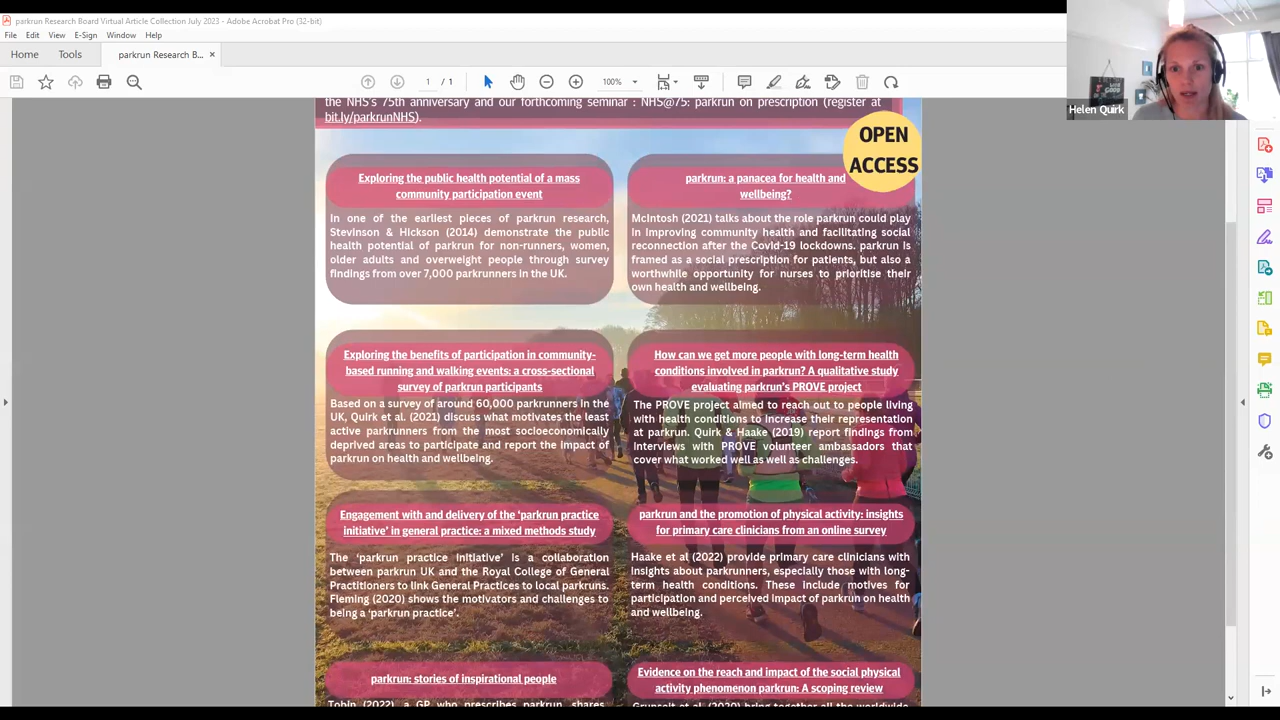 parkrun Research Board Virtual Article Collection July 2023 - Adobe Acrobat Pro (32-bit)
File Edit View E-Sign Window Help
Home Tools parkrun Research B... ×
1 / 1 100%
Helen Quirk
the NHS's 75th anniversary and our forthcoming seminar : NHS@75: parkrun on prescription (register at
bit.ly/parkrunNHS).
OPEN
ACCESS
Exploring the public health potential of a mass
community participation event
In one of the earliest pieces of parkrun research,
Stevinson & Hickson (2014) demonstrate the public
health potential of parkrun for non-runners, women,
older adults and overweight people through survey
findings from over 7,000 parkrunners in the UK.
parkrun: a panacea for health and
wellbeing?
McIntosh (2021) talks about the role parkrun could play
in improving community health and facilitating social
reconnection after the Covid-19 lockdowns. parkrun is
framed as a social prescription for patients, but also a
worthwhile opportunity for nurses to prioritise their
own health and wellbeing.
Exploring the benefits of participation in community-
based running and walking events: a cross-sectional
survey of parkrun participants
Based on a survey of around 60,000 parkrunners in the
UK, Quirk et al. (2021) discuss what motivates the least
active parkrunners from the most socioeconomically
deprived areas to participate and report the impact of
parkrun on health and wellbeing.
How can we get more people with long-term health
conditions involved in parkrun? A qualitative study
evaluating parkrun's PROVE project
The PROVE project aimed to reach out to people living
with health conditions to increase their representation
at parkrun. Quirk & Haake (2019) report findings from
interviews with PROVE volunteer ambassadors that
cover what worked well as well as challenges.
Engagement with and delivery of the 'parkrun practice
initiative' in general practice: a mixed methods study
The 'parkrun practice initiative' is a collaboration
between parkrun UK and the Royal College of General
Practitioners to link General Practices to local parkruns.
Fleming (2020) shows the motivators and challenges to
being a 'parkrun practice'.
parkrun and the promotion of physical activity: insights
for primary care clinicians from an online survey
Haake et al (2022) provide primary care clinicians with
insights about parkrunners, especially those with long-
term health conditions. These include motives for
participation and perceived impact of parkrun on health
and wellbeing.
parkrun: stories of inspirational people
Tobin (2022), a GP who prescribes parkrun, shares
Evidence on the reach and impact of the social physical
activity phenomenon parkrun: A scoping review
Grunseit et al. (2020) bring together all the worldwide